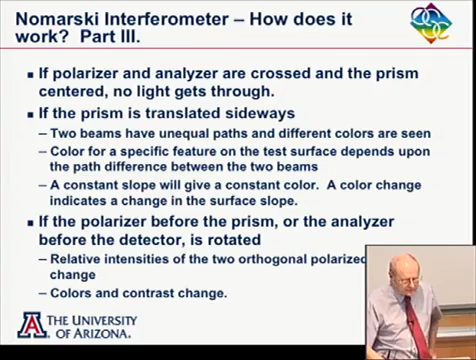 Nomarski Interferometer – How does it
work? Part III.
▪ If polarizer and analyzer are crossed and the prism
centered, no light gets through.
▪ If the prism is translated sideways
– Two beams have unequal paths and different colors are seen
– Color for a specific feature on the test surface depends upon
the path difference between the two beams
– A constant slope will give a constant color. A color change
indicates a change in the surface slope.
▪ If the polarizer before the prism, or the analyzer
before the detector, is rotated
– Relative intensities of the two orthogonal polarized
change
– Colors and contrast change.
A THE UNIVERSITY
OF ARIZONA.